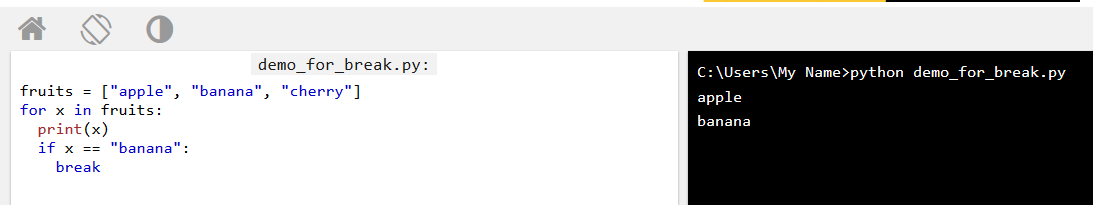 demo_for_break.py:
fruits = ["apple", "banana", "cherry"]
for x in fruits:
  print(x)
  if x == "banana":
    break
C:\Users\My Name>python demo_for_break.py
apple
banana